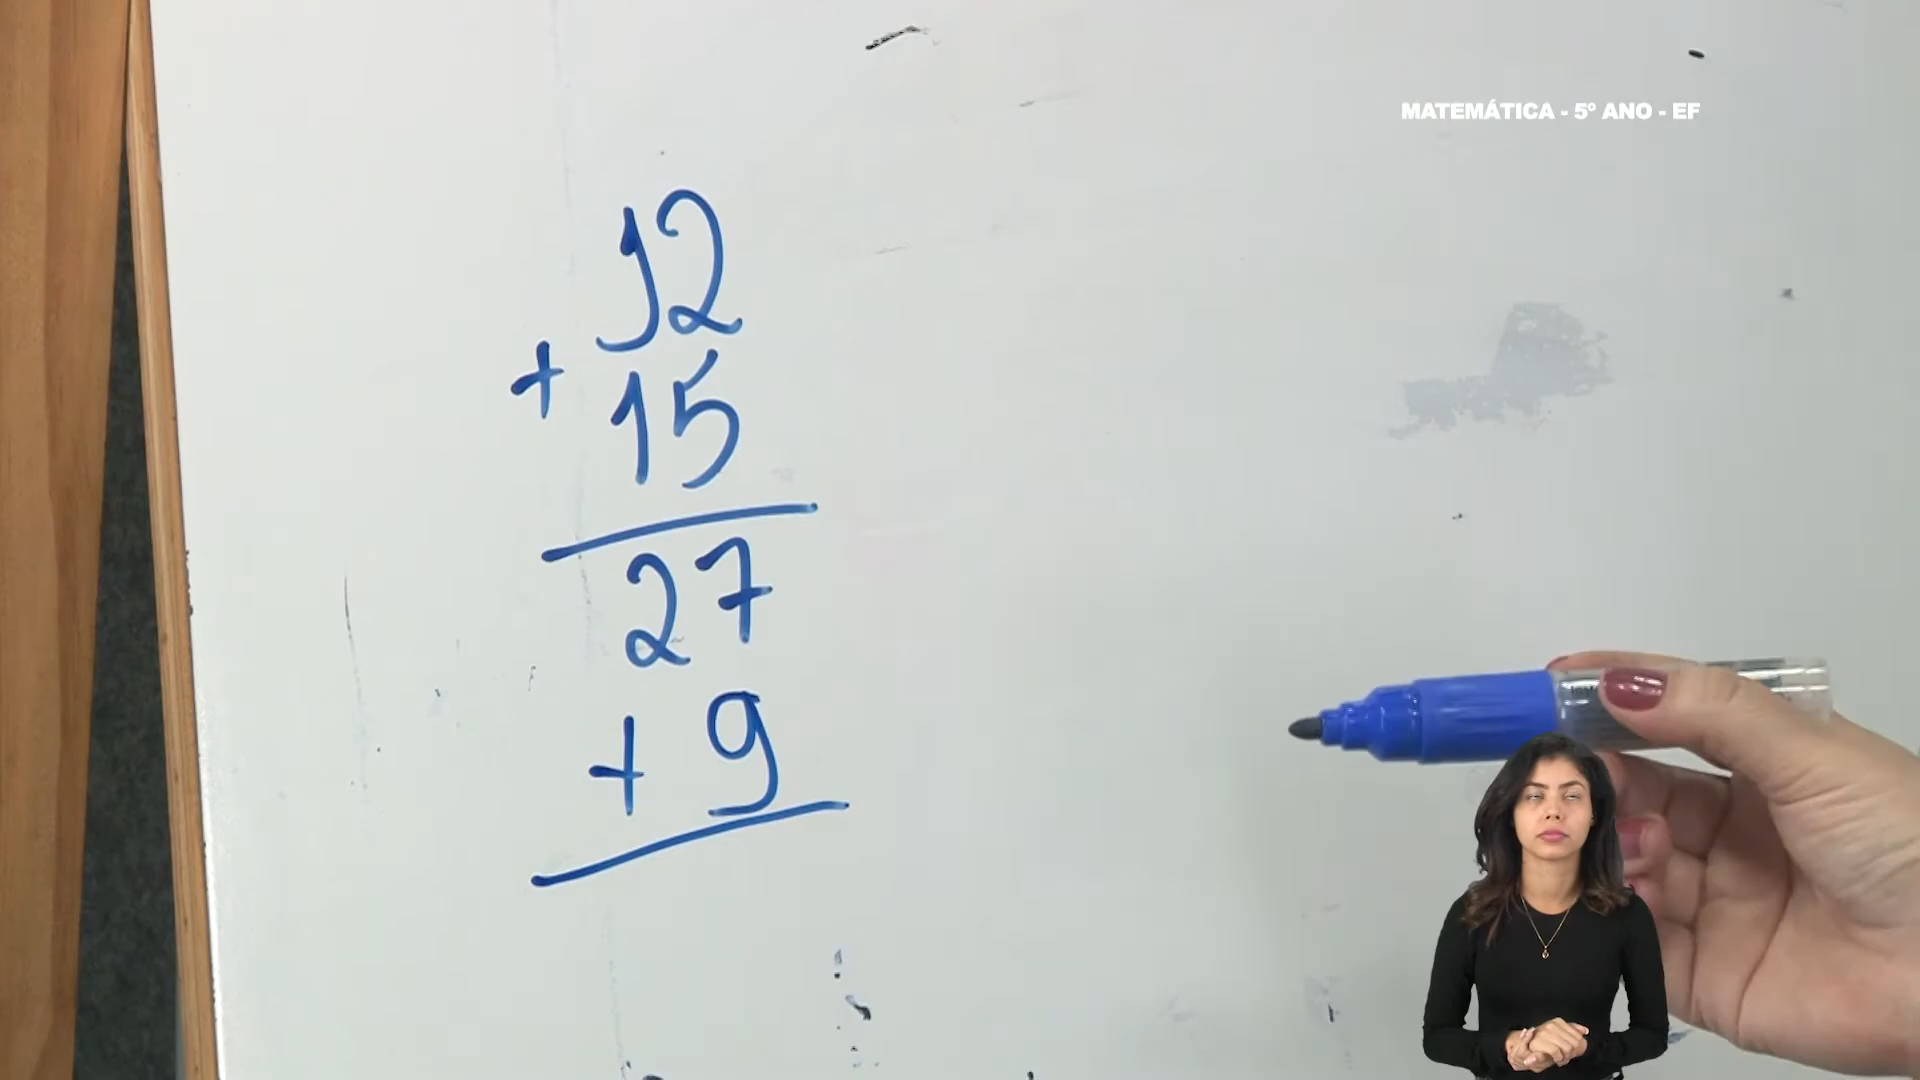 MATEMÁTICA - 5º ANO - EF
12
+ 15
27
+ 9